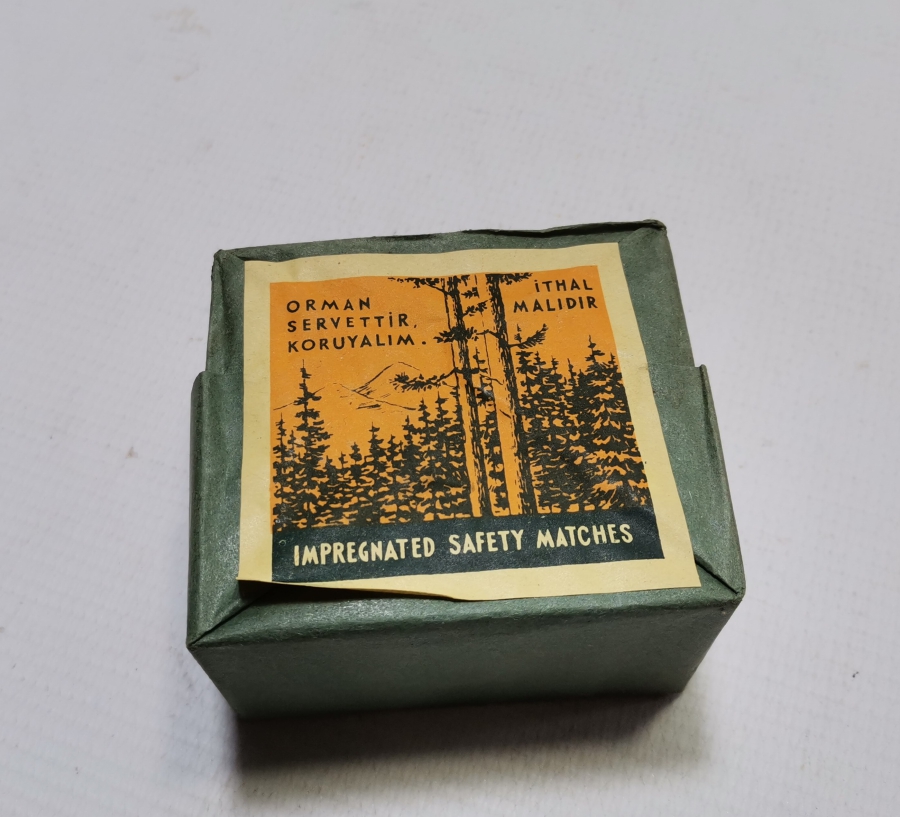 ORMAN
SERVETTİR,
KORUYALIM.
İTHAL
MALIDIR
IMPREGNATED SAFETY MATCHES